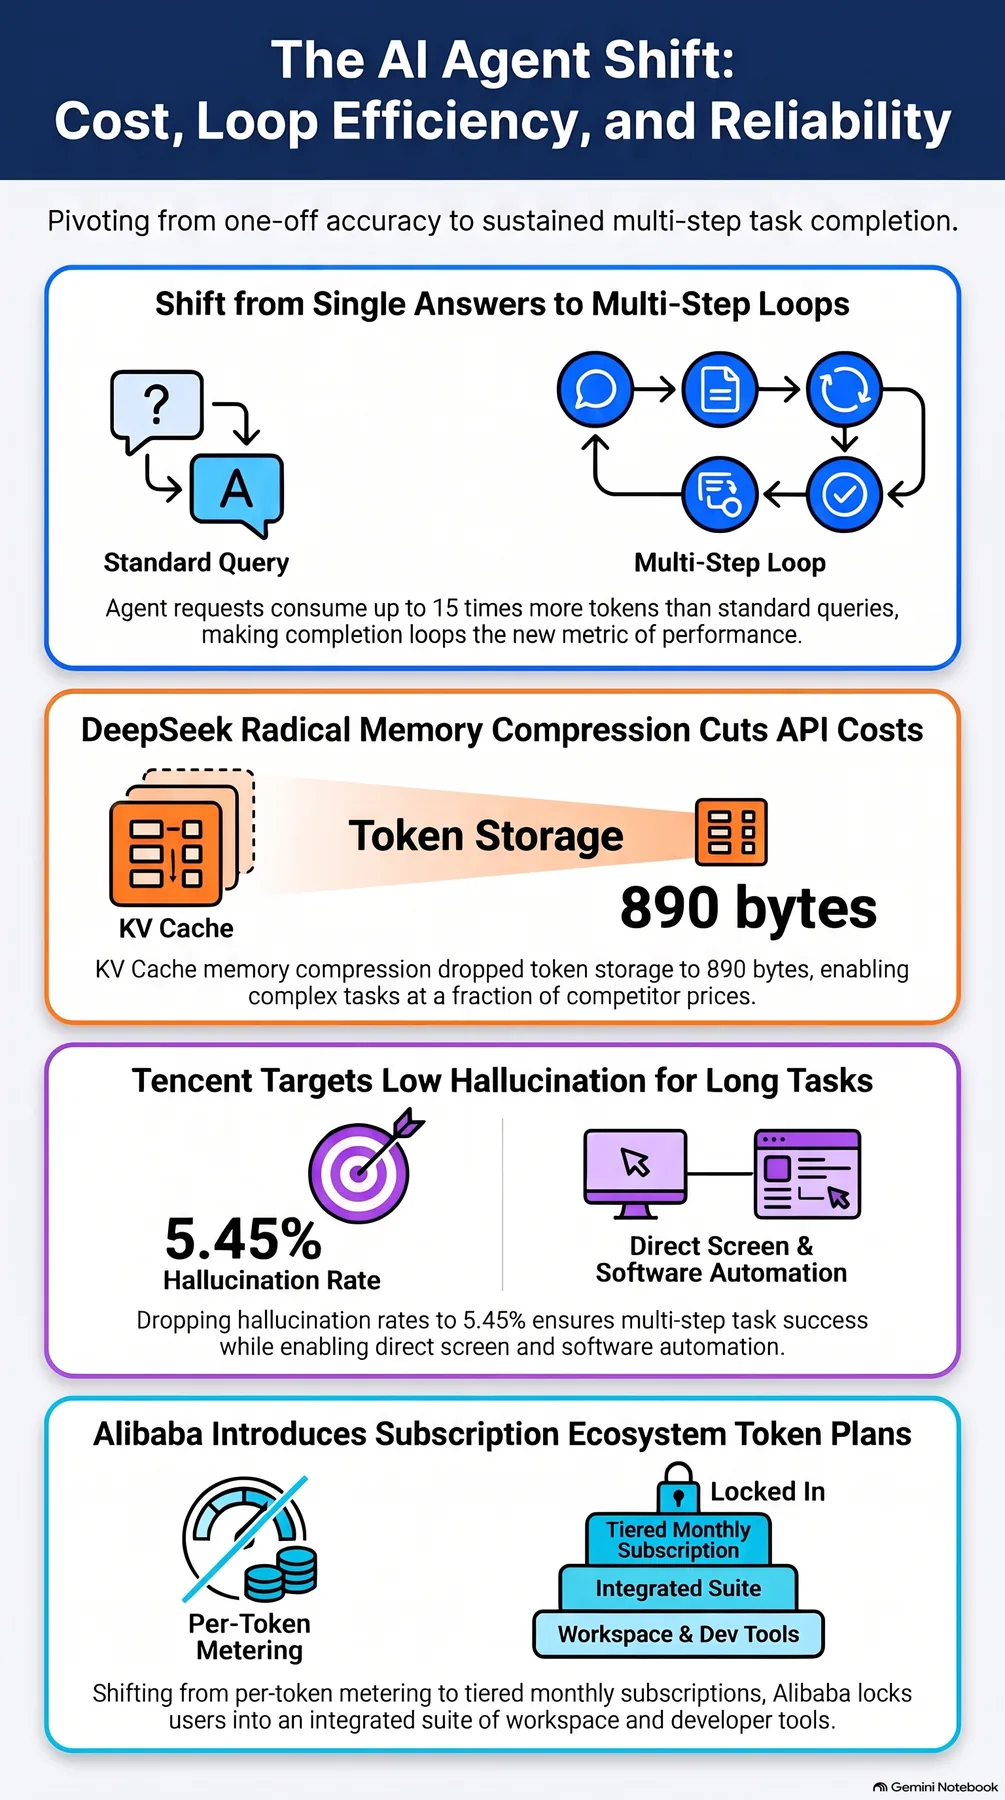 The AI Agent Shift:
Cost, Loop Efficiency, and Reliability
Pivoting from one-off accuracy to sustained multi-step task completion.
Shift from Single Answers to Multi-Step Loops
?
A
Standard Query
Multi-Step Loop
Agent requests consume up to 15 times more tokens than standard queries,
making completion loops the new metric of performance.
DeepSeek Radical Memory Compression Cuts API Costs
Token Storage
890 bytes
KV Cache
KV Cache memory compression dropped token storage to 890 bytes, enabling
complex tasks at a fraction of competitor prices.
Tencent Targets Low Hallucination for Long Tasks
5.45%
Hallucination Rate
Direct Screen &
Software Automation
Dropping hallucination rates to 5.45% ensures multi-step task success
while enabling direct screen and software automation.
Alibaba Introduces Subscription Ecosystem Token Plans
Per-Token
Metering
Locked In
Tiered Monthly
Subscription
Integrated Suite
Workspace & Dev Tools
Shifting from per-token metering to tiered monthly subscriptions, Alibaba locks
users into an integrated suite of workspace and developer tools.
Gemini Notebook